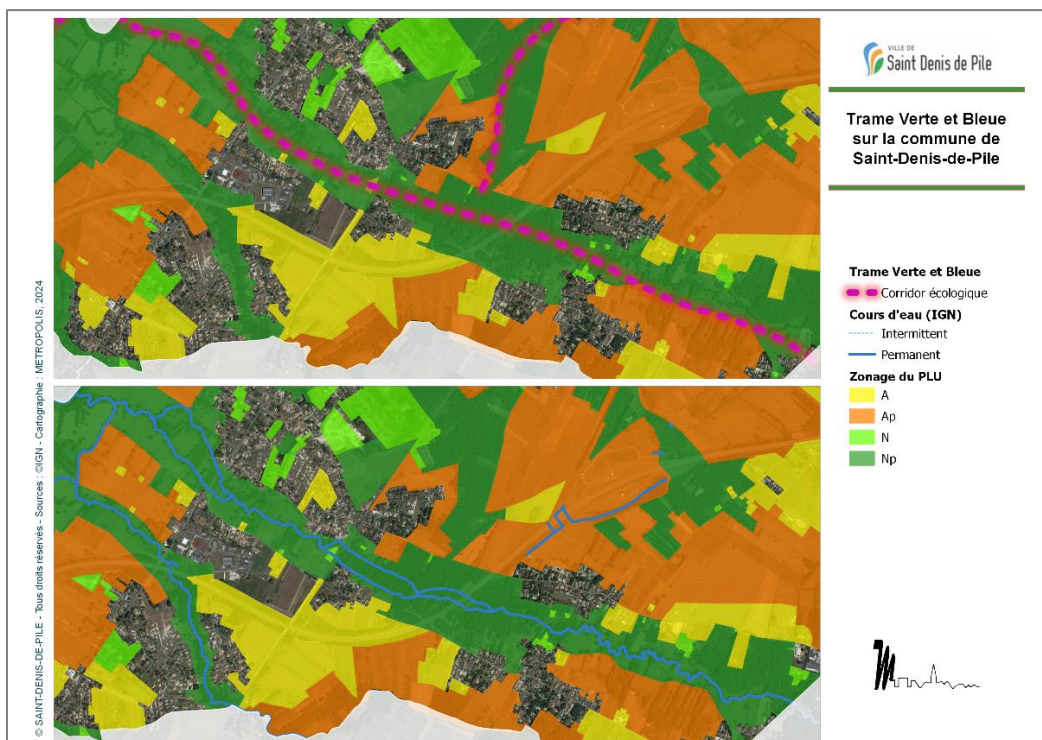 VILLE DE
Saint Denis de Pile
Trame Verte et Bleue
sur la commune de
Saint-Denis-de-Pile
Trame Verte et Bleue
Corridor écologique
Cours d'eau (IGN)
Intermittent
Permanent
Zonage du PLU
A
Ap
N
Np
© SAINT-DENIS-DE-PILE - Tous droits réservés - Sources : ©IGN - Cartographie : METROPOLIS, 2024